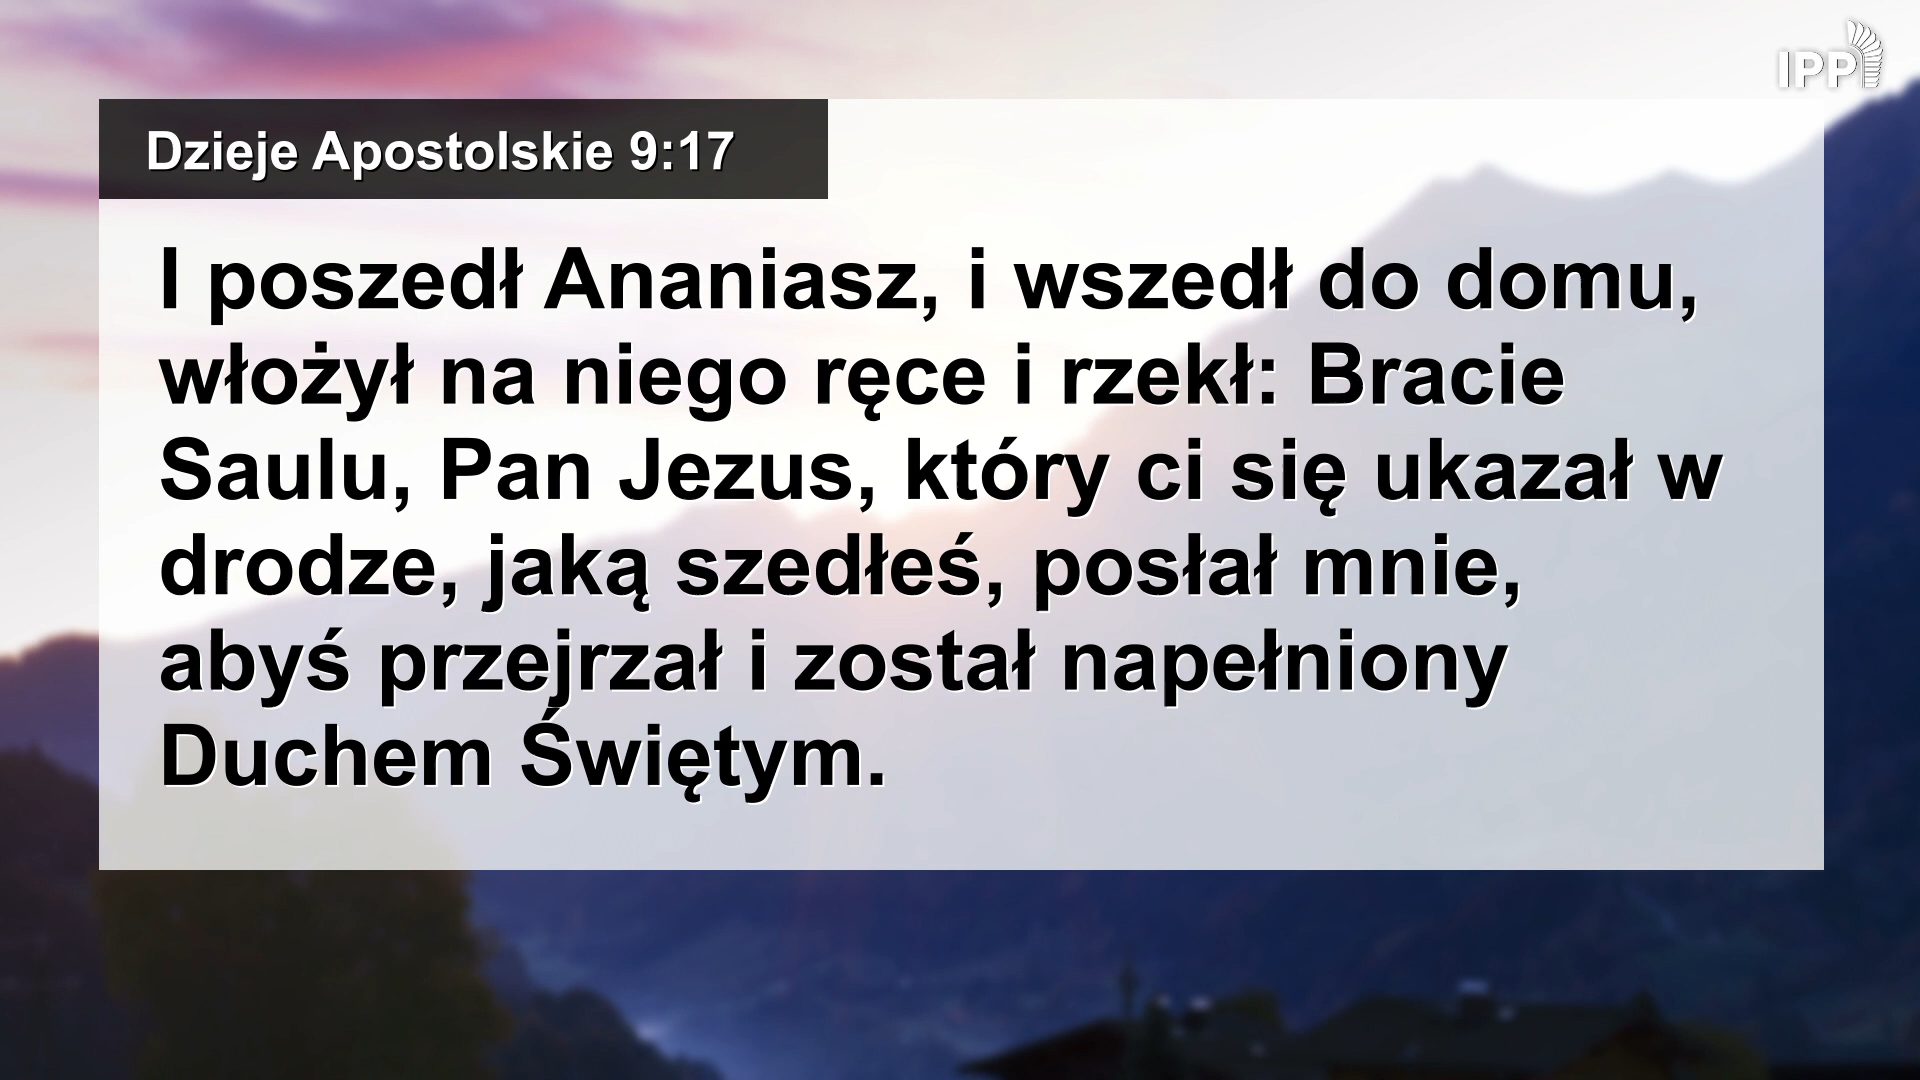 IPP
Dzieje Apostolskie 9:17
I poszedł Ananiasz, i wszedł do domu,
włożył na niego ręce i rzekł: Bracie
Saulu, Pan Jezus, który ci się ukazał w
drodze, jaką szedłeś, posłał mnie,
abyś przejrzał i został napełniony
Duchem Świętym.